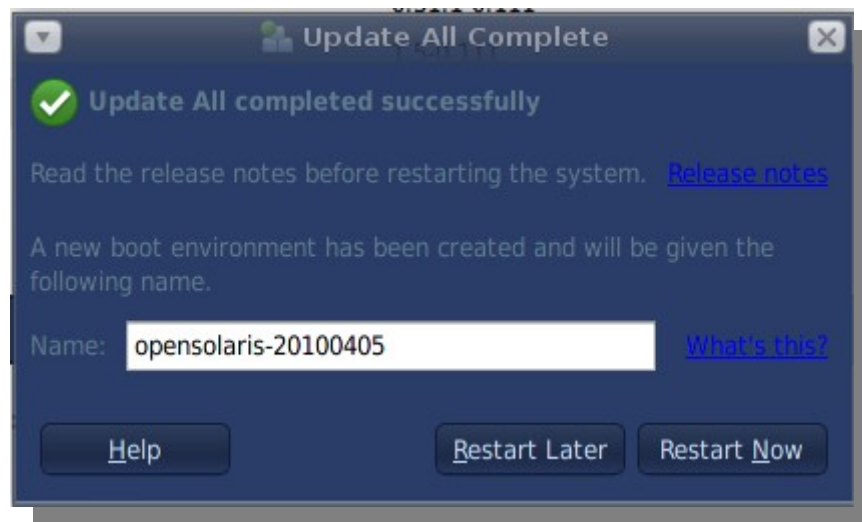 Update All Complete
Update All completed successfully
Read the release notes before restarting the system. Release notes
A new boot environment has been created and will be given the
following name.
Name: opensolaris-20100405 What's this?
Help Restart Later Restart Now